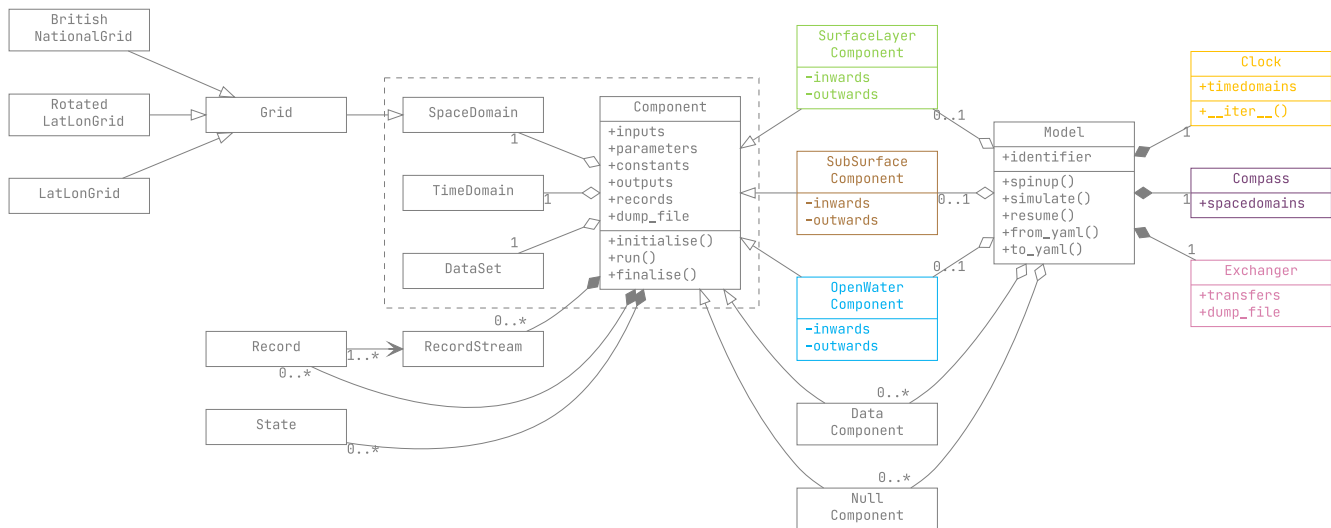 British
NationalGrid
Rotated
LatLonGrid
LatLonGrid
Grid
SpaceDomain
1
TimeDomain
1
DataSet
1
Component
+inputs
+parameters
+constants
+outputs
+records
+dump_file
+initialise()
+run()
+finalise()
Record
1..*
0..*
RecordStream
0..*
State
0..*
SurfaceLayer
Component
-inwards
-outwards
0..1
SubSurface
Component
-inwards
-outwards
0..1
OpenWater
Component
-inwards
-outwards
0..1
Data
Component
0..*
Null
Component
0..*
Model
+identifier
+spinup()
+simulate()
+resume()
+from_yaml()
+to_yaml()
Clock
+timedomains
+__iter__()
1
Compass
+spacedomains
1
Exchanger
+transfers
+dump_file
1